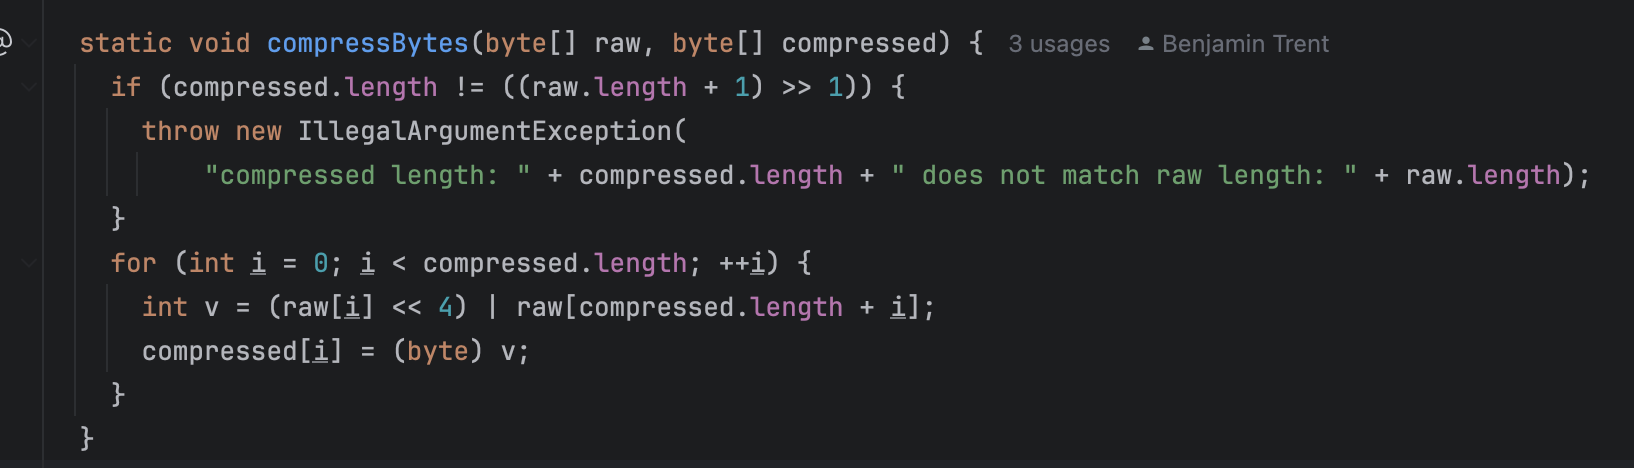 @ static void compressBytes(byte[] raw, byte[] compressed) { 3 usages Benjamin Trent
if (compressed.length != ((raw.length + 1) >> 1)) {
throw new IllegalArgumentException(
"compressed length: " + compressed.length + " does not match raw length: " + raw.length);
}
for (int i = 0; i < compressed.length; ++i) {
int v = (raw[i] << 4) | raw[compressed.length + i];
compressed[i] = (byte) v;
}
}